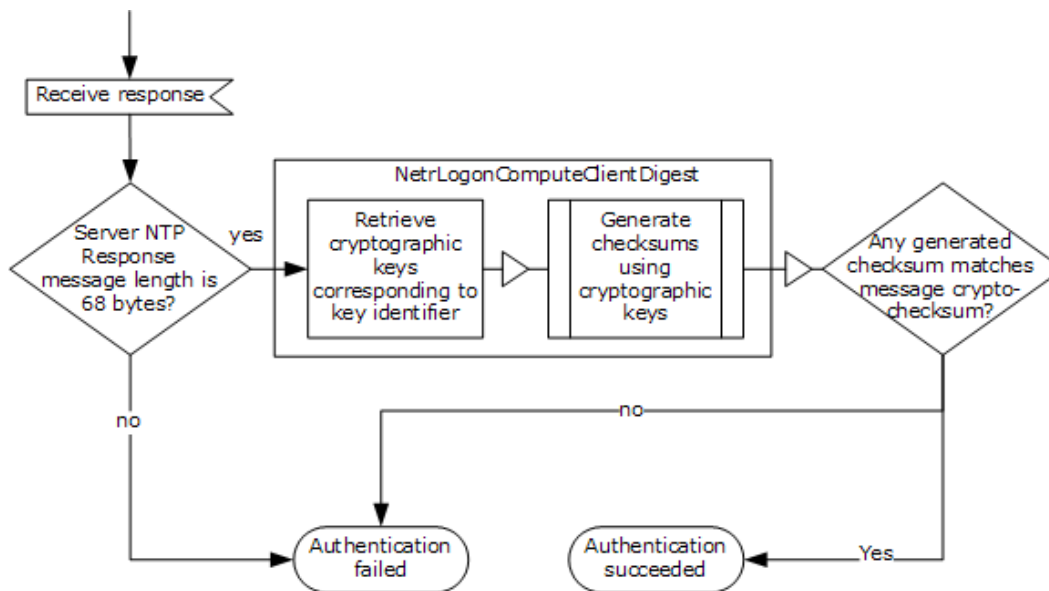 Receive response
NetrLogonComputeClientDigest
Server NTP
Response
message length is
68 bytes?
yes
Retrieve
cryptographic
keys
corresponding to
key identifier
Generate
checksums
using
cryptographic
keys
Any generated
checksum matches
message crypto-
checksum?
no
no
Authentication
failed
Authentication
succeeded
Yes